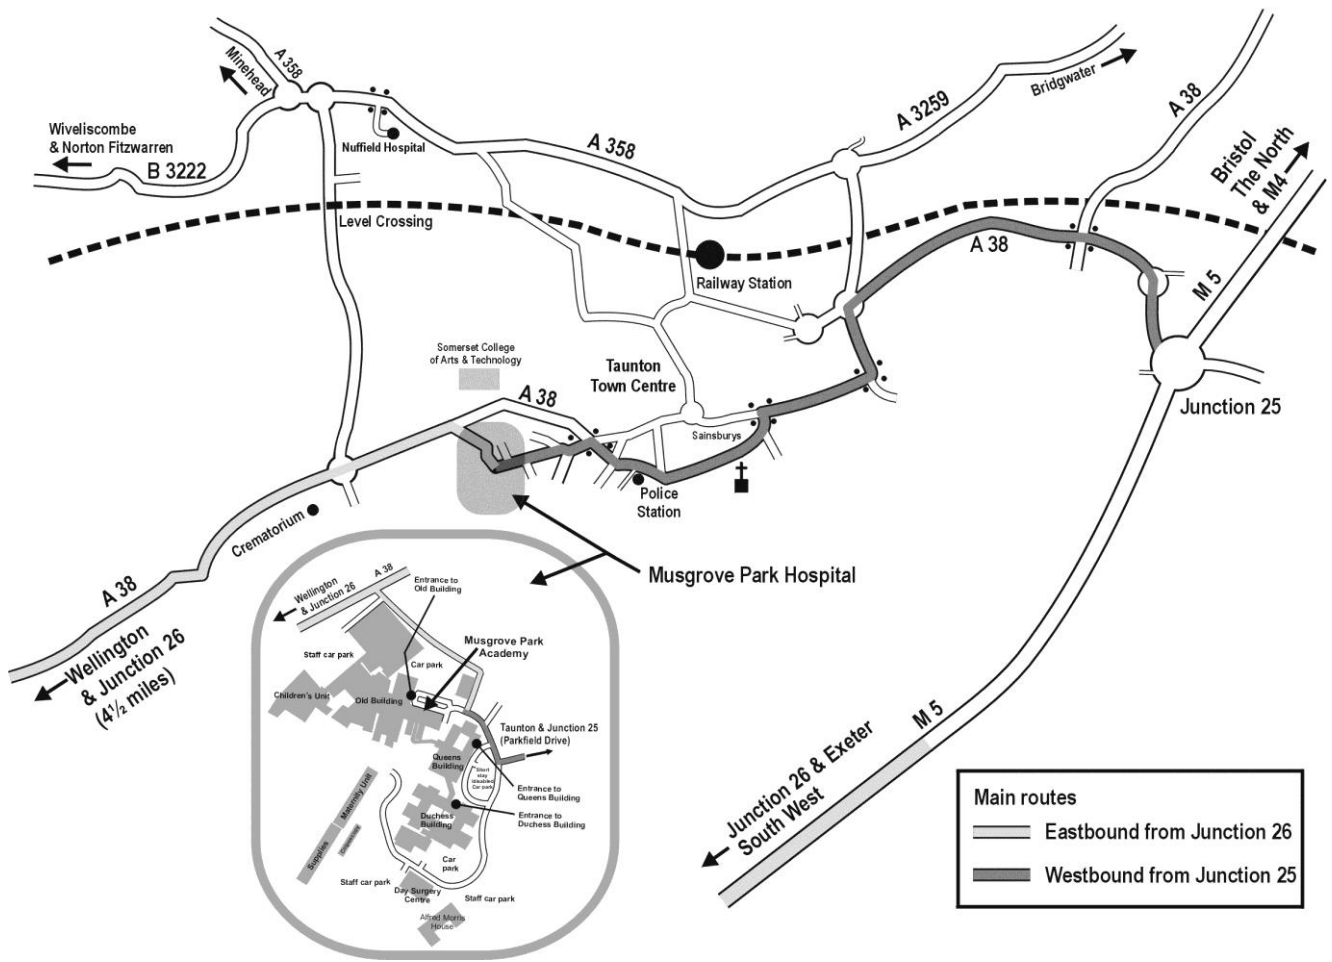 A 358
Minehead
Wiveliscombe
& Norton Fitzwarren
B 3222
Nuffield Hospital
A 358
A 3259
Bridgwater
A 38
Bristol
The North
& M4
Level Crossing
Railway Station
A 38
M 5
Somerset College
of Arts & Technology
Taunton
Town Centre
A 38
Sainsburys
Junction 25
Police
Station
Crematorium
Musgrove Park Hospital
A 38
Wellington
& Junction 26
(4½ miles)
Wellington
& Junction 26
A 38
Entrance to
Old Building
Musgrove Park
Academy
Staff car park
Car park
Children's Unit
Old Building
Taunton & Junction 25
(Parkfield Drive)
Queens
Building
Short
stay
disabled
Car park
Entrance to
Queens Building
Maternity Unit
Duchess
Building
Entrance to
Duchess Building
Supplies
Car
park
Staff car park
Day Surgery
Centre
Staff car park
Alfred Morris
House
M 5
Junction 26 & Exeter
South West
Main routes
Eastbound from Junction 26
Westbound from Junction 25